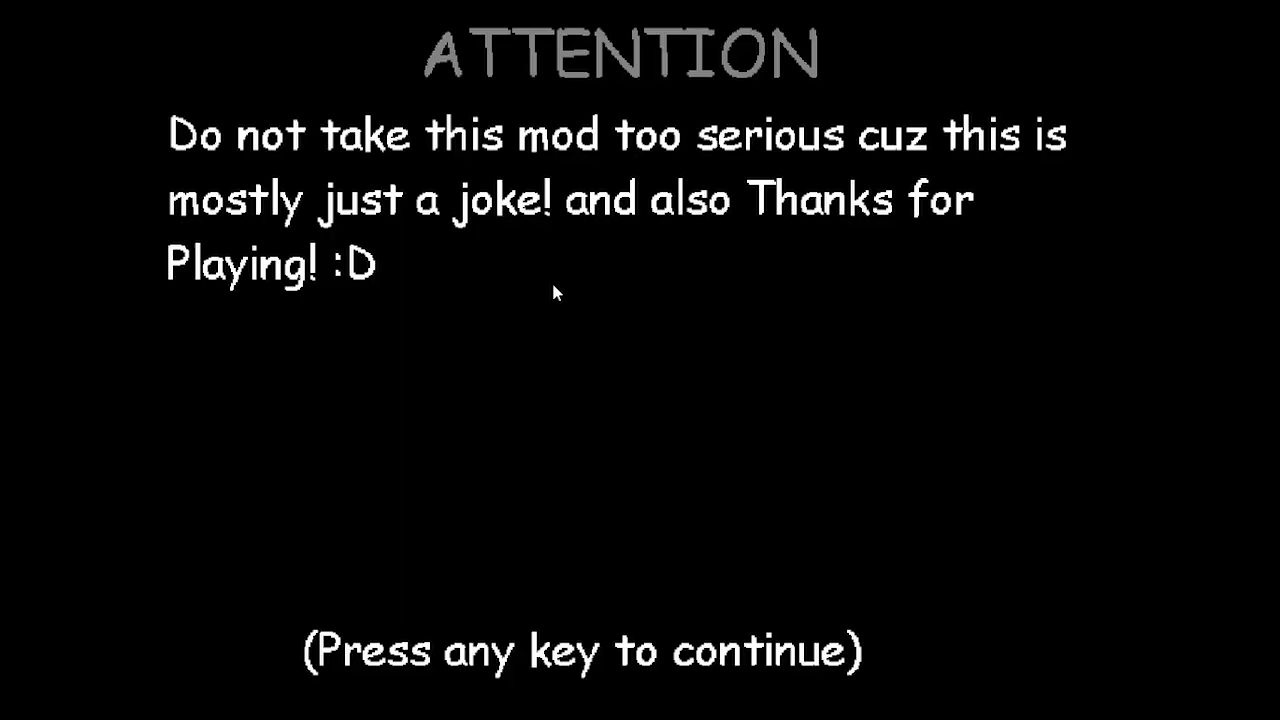 ATTENTION
Do not take this mod too serious cuz this is
mostly just a joke! and also Thanks for
Playing! :D
(Press any key to continue)